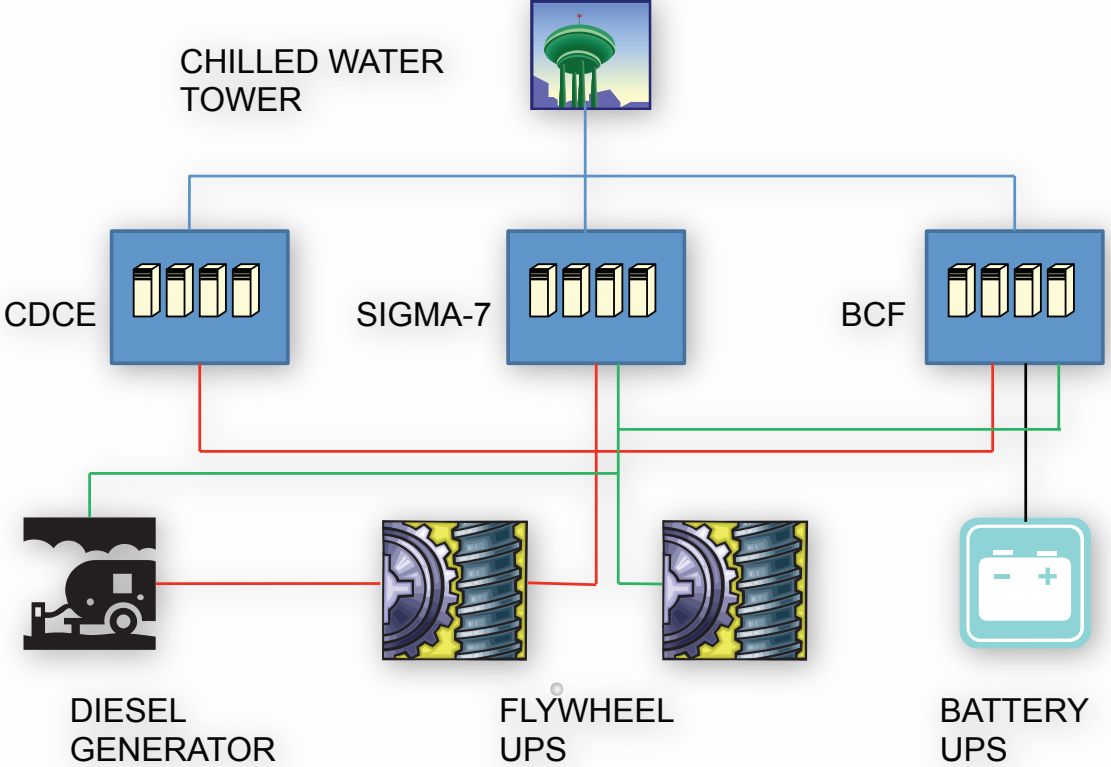 CHILLED WATER
TOWER
CDCE
SIGMA-7
BCF
- +
DIESEL
GENERATOR
FLYWHEEL
UPS
BATTERY
UPS